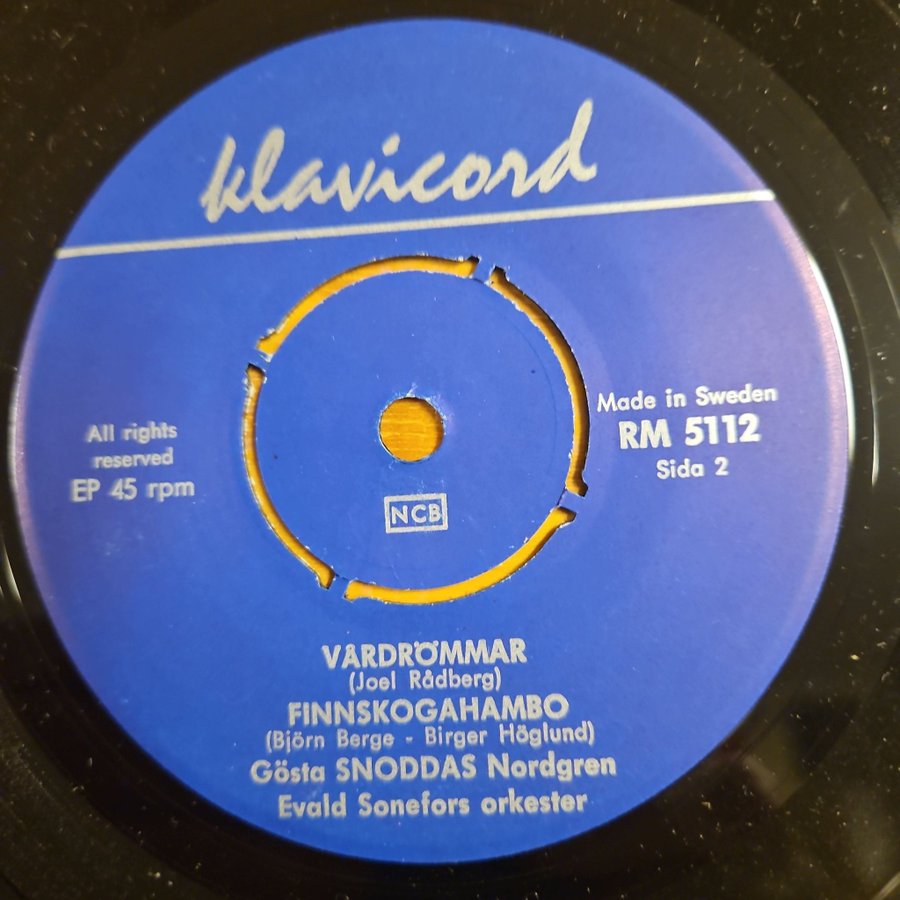 klavicord
All rights
reserved
EP 45 rpm
Made in Sweden
RM 5112
Sida 2
NCB
VÅRDRÖMMAR
(Joel Rådberg)
FINNSKOGAHAMBO
(Björn Berge - Birger Höglund)
Gösta SNODDAS Nordgren
Evald Sonefors orkester